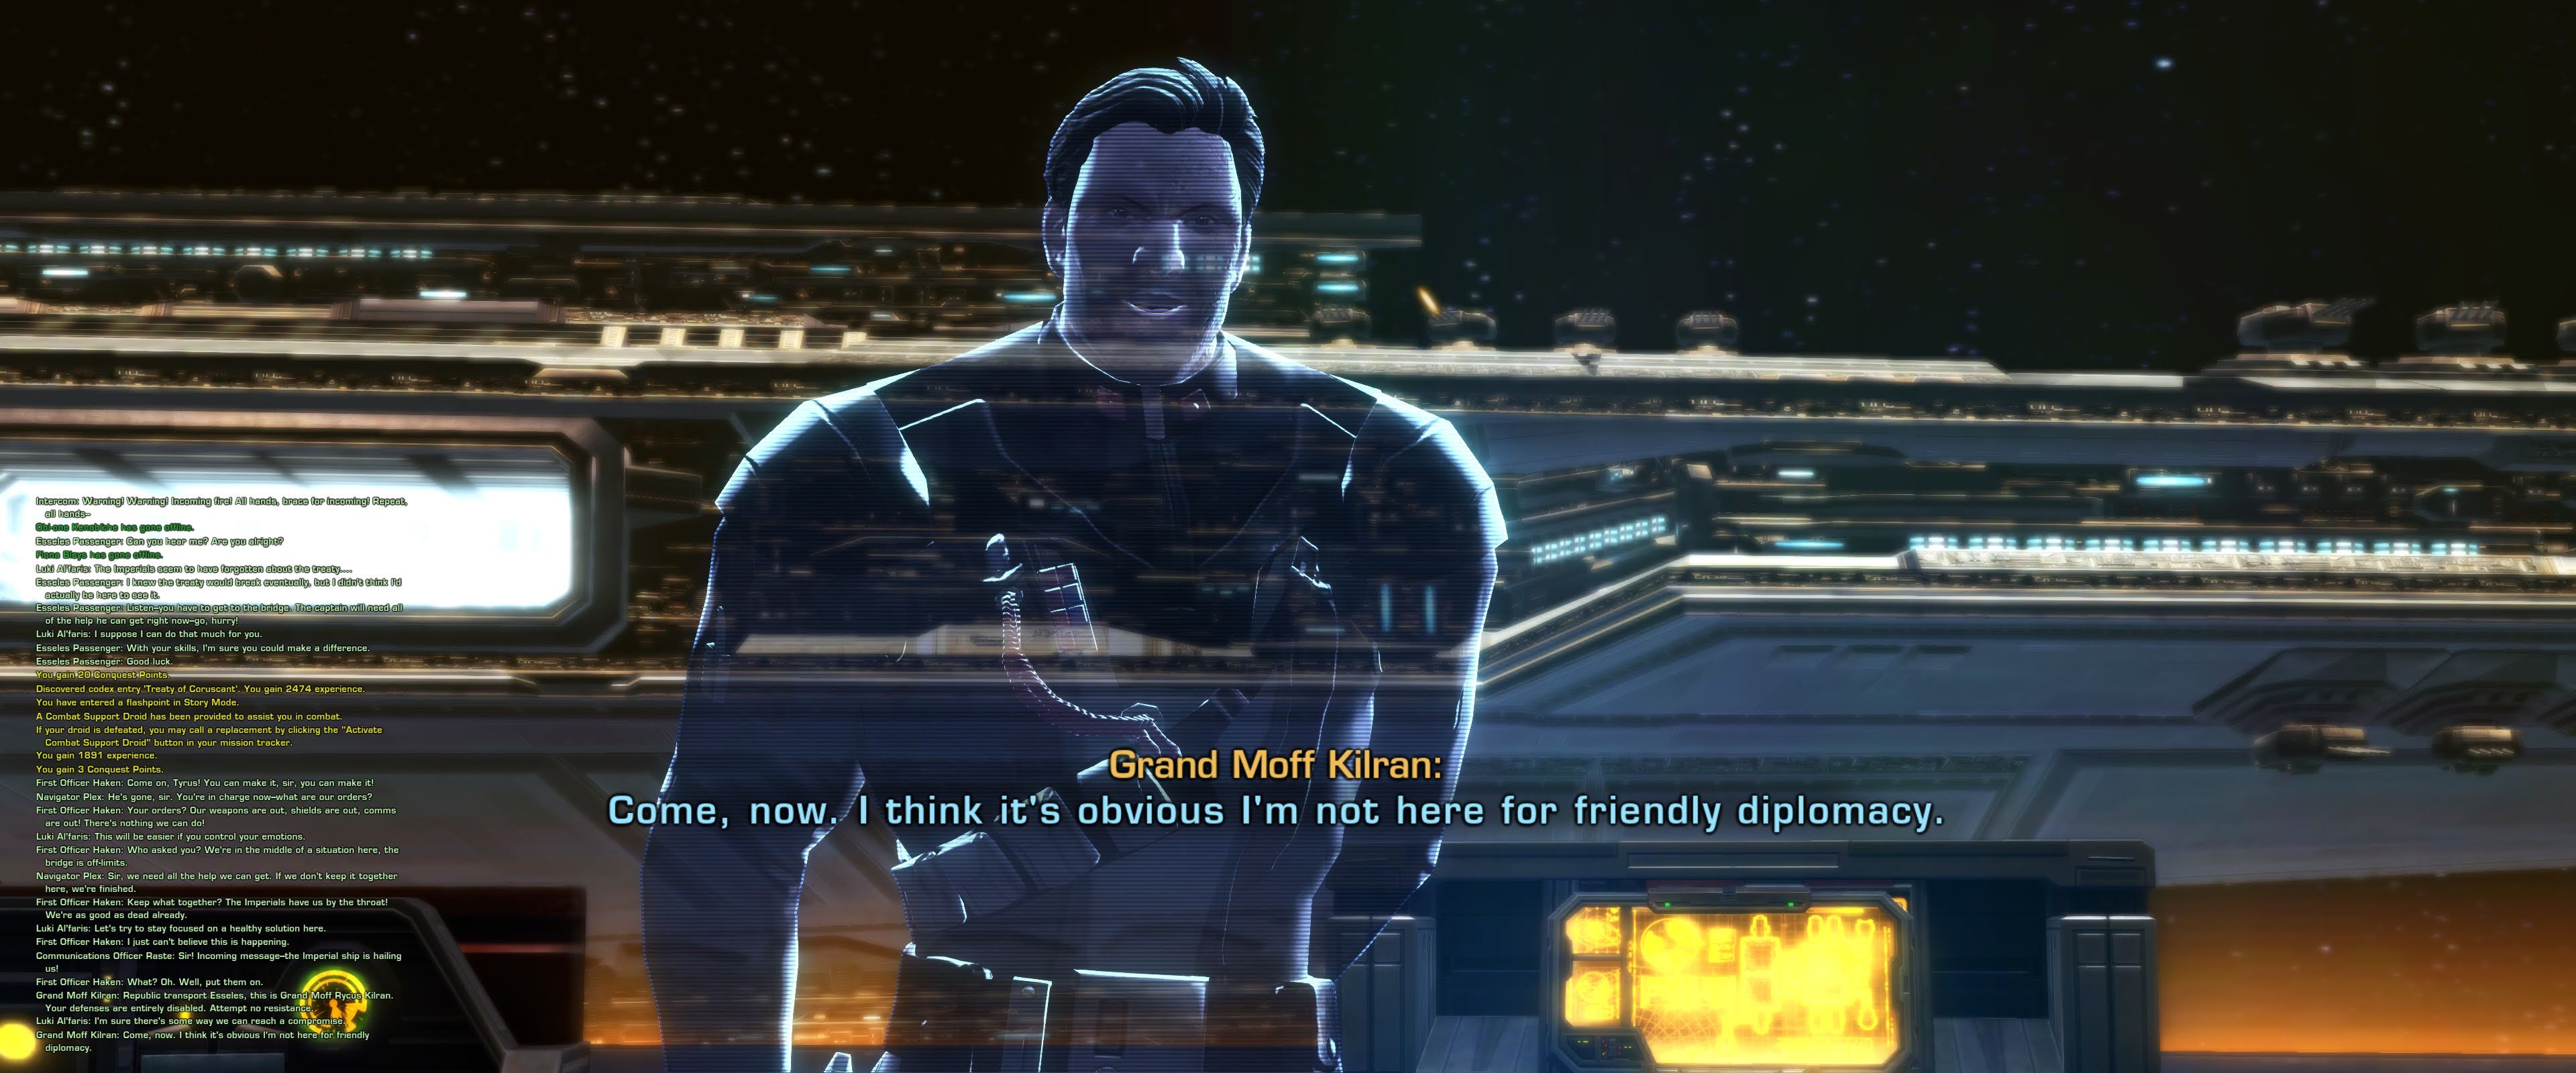 Intercom: Warning! Warning! Incoming fire! All hands, brace for incoming! Repeat,
all hands--
Esseles Passenger: Can you hear me? Are you alright?
has gone offline.
Luki Al'faris: The Imperials seem to have forgotten about the treaty....
Esseles Passenger: I knew the treaty would break eventually, but I didn't think I'd
actually be here to see it.
Esseles Passenger: Listen--you have to get to the bridge. The captain will need all
of the help he can get right now--go, hurry!
Luki Al'faris: I suppose I can do that much for you.
Esseles Passenger: With your skills, I'm sure you could make a difference.
Esseles Passenger: Good luck.
You gain 20 Conquest Points.
Discovered codex entry 'Treaty of Coruscant'. You gain 2474 experience.
You have entered a flashpoint in Story Mode.
A Combat Support Droid has been provided to assist you in combat.
If your droid is defeated, you may call a replacement by clicking the "Activate
Combat Support Droid" button in your mission tracker.
You gain 1891 experience.
You gain 3 Conquest Points.
First Officer Haken: Come on, Tyrus! You can make it, sir, you can make it!
Navigator Plex: He's gone, sir. You're in charge now--what are our orders?
First Officer Haken: Your orders? Our weapons are out, shields are out, comms
are out! There's nothing we can do!
Luki Al'faris: This will be easier if you control your emotions.
First Officer Haken: Who asked you? We're in the middle of a situation here, the
bridge is off-limits.
Navigator Plex: Sir, we need all the help we can get. If we don't keep it together
here, we're finished.
First Officer Haken: Keep what together? The Imperials have us by the throat!
We're as good as dead already.
Luki Al'faris: Let's try to stay focused on a healthy solution here.
First Officer Haken: I just can't believe this is happening.
Communications Officer Raste: Sir! Incoming message--the Imperial ship is hailing
us!
First Officer Haken: What? Oh. Well, put them on.
Grand Moff Kilran: Republic transport Esseles, this is Grand Moff Rycus Kilran.
Your defenses are entirely disabled. Attempt no resistance.
Luki Al'faris: I'm sure there's some way we can reach a compromise.
Grand Moff Kilran: Come, now. I think it's obvious I'm not here for friendly
diplomacy.
Grand Moff Kilran:
Come, now. I think it's obvious I'm not here for friendly diplomacy.